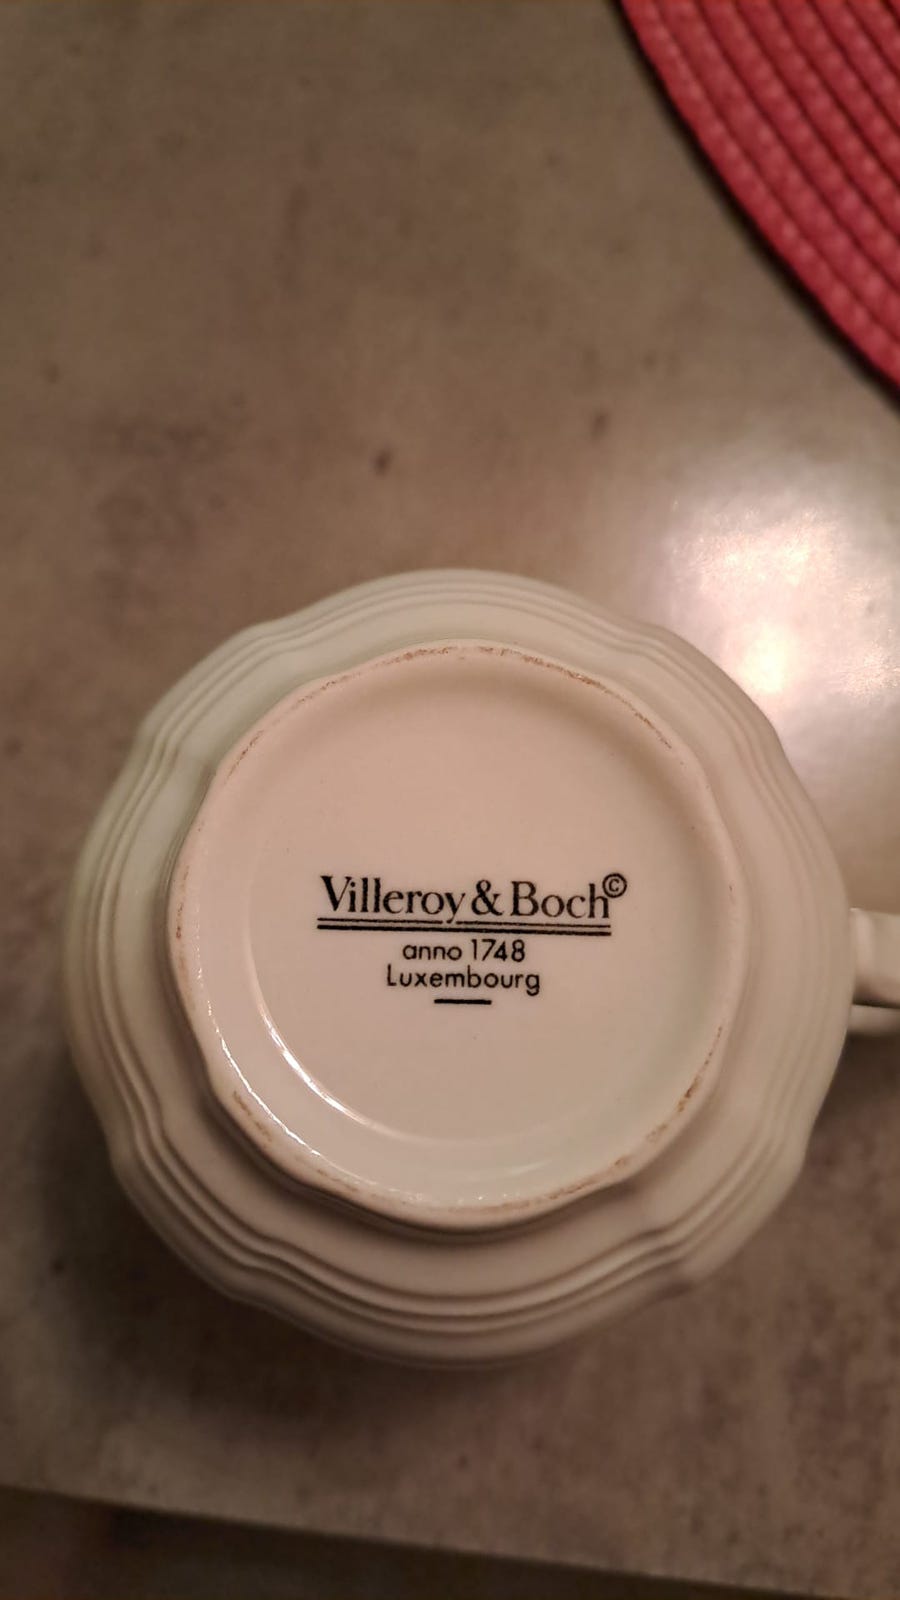 Villeroy & Boch©
anno 1748
Luxembourg